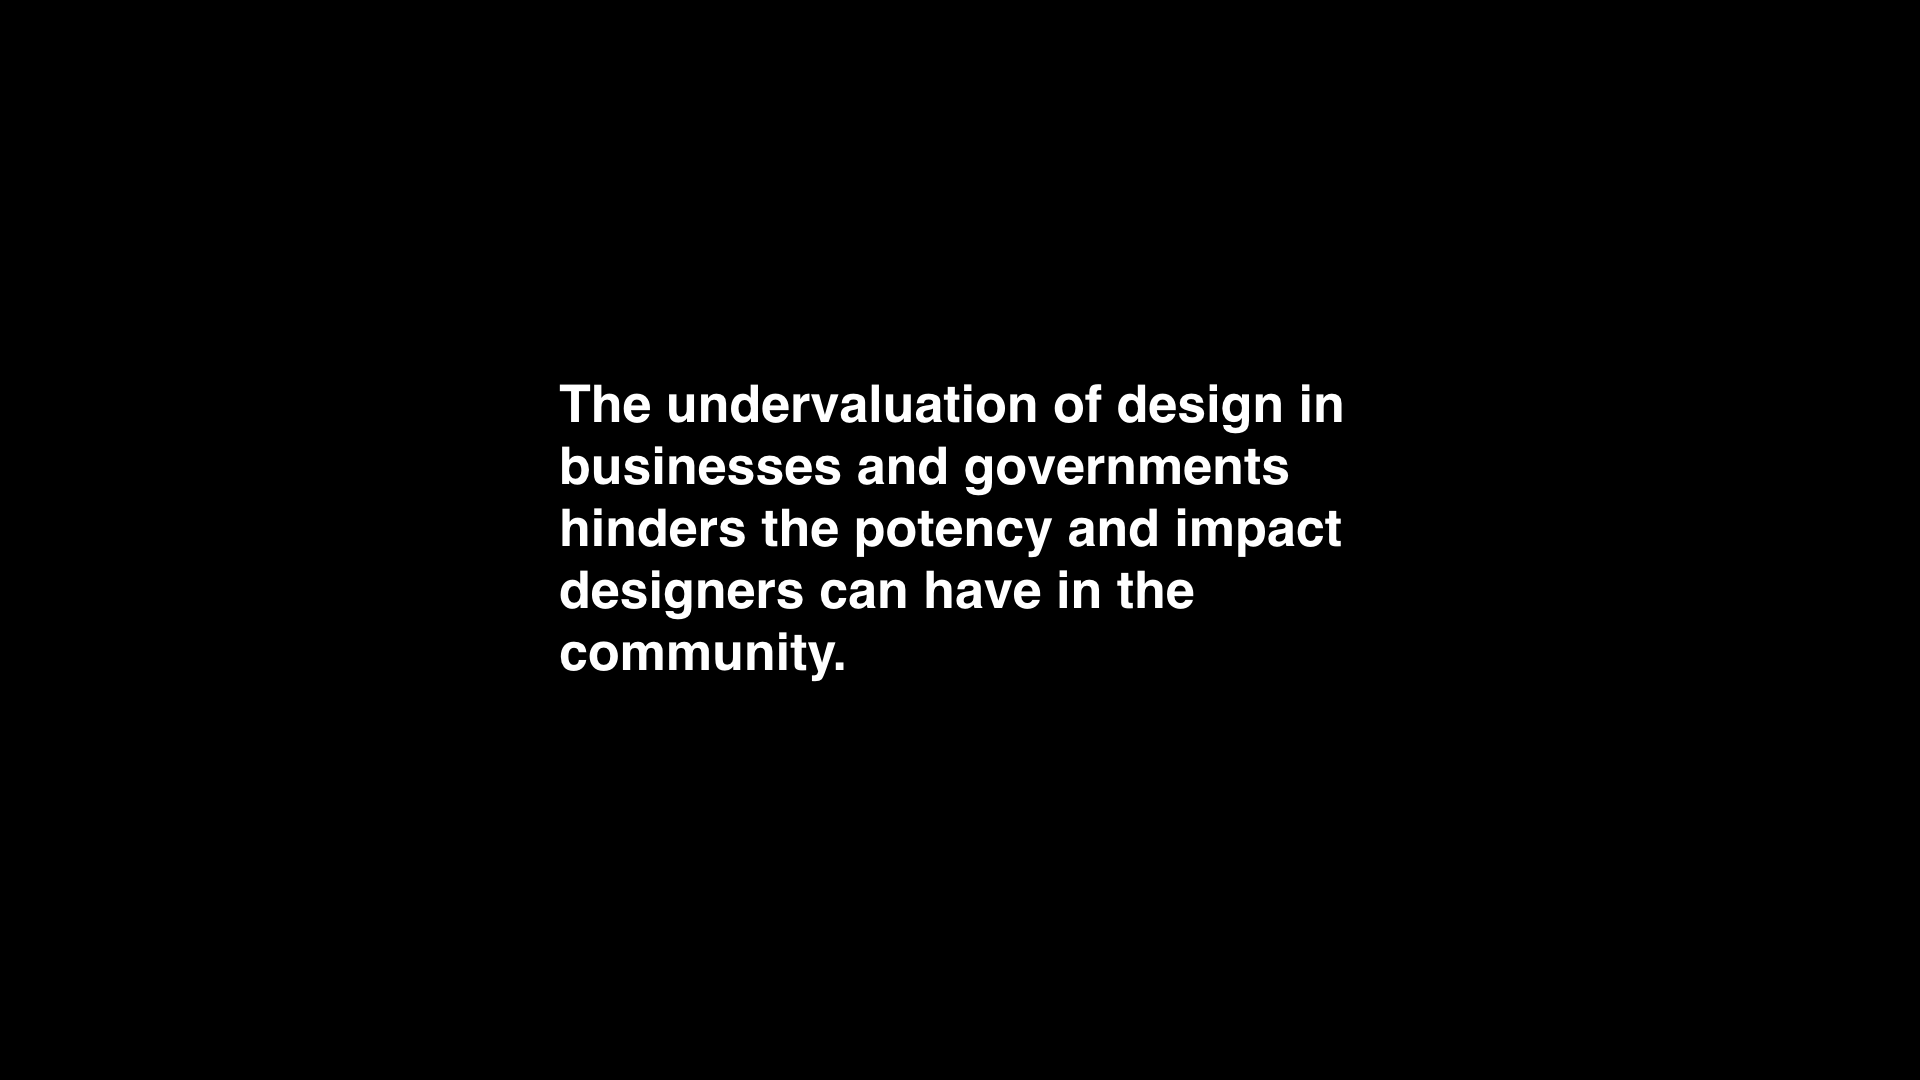 The undervaluation of design in
businesses and governments
hinders the potency and impact
designers can have in the
community.